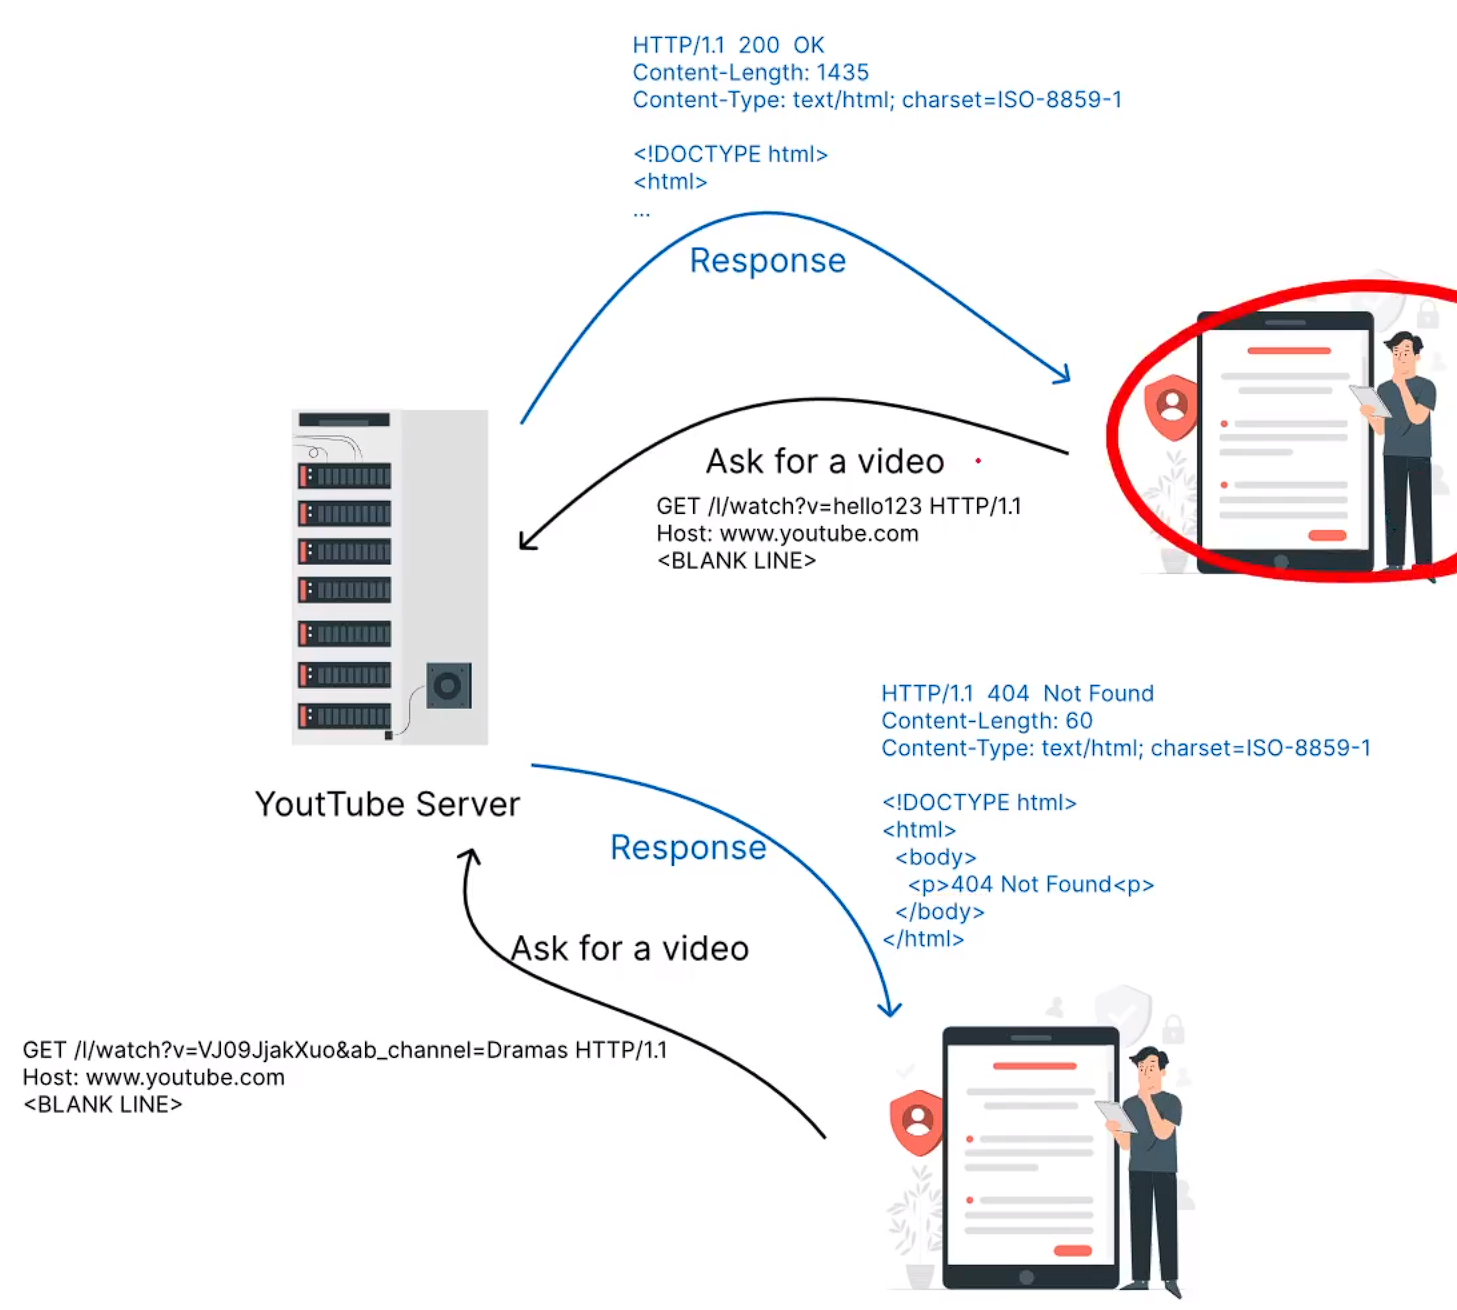 HTTP/1.1  200  OK
Content-Length: 1435
Content-Type: text/html; charset=ISO-8859-1
<!DOCTYPE html>
<html>
...
Response
Ask for a video
GET /l/watch?v=hello123 HTTP/1.1
Host: www.youtube.com
<BLANK LINE>
HTTP/1.1  404  Not Found
Content-Length: 60
Content-Type: text/html; charset=ISO-8859-1
<!DOCTYPE html>
<html>
<body>
<p>404 Not Found<p>
</body>
</html>
YoutTube Server
Response
Ask for a video
GET /l/watch?v=VJ09JjakXuo&ab_channel=Dramas HTTP/1.1
Host: www.youtube.com
<BLANK LINE>